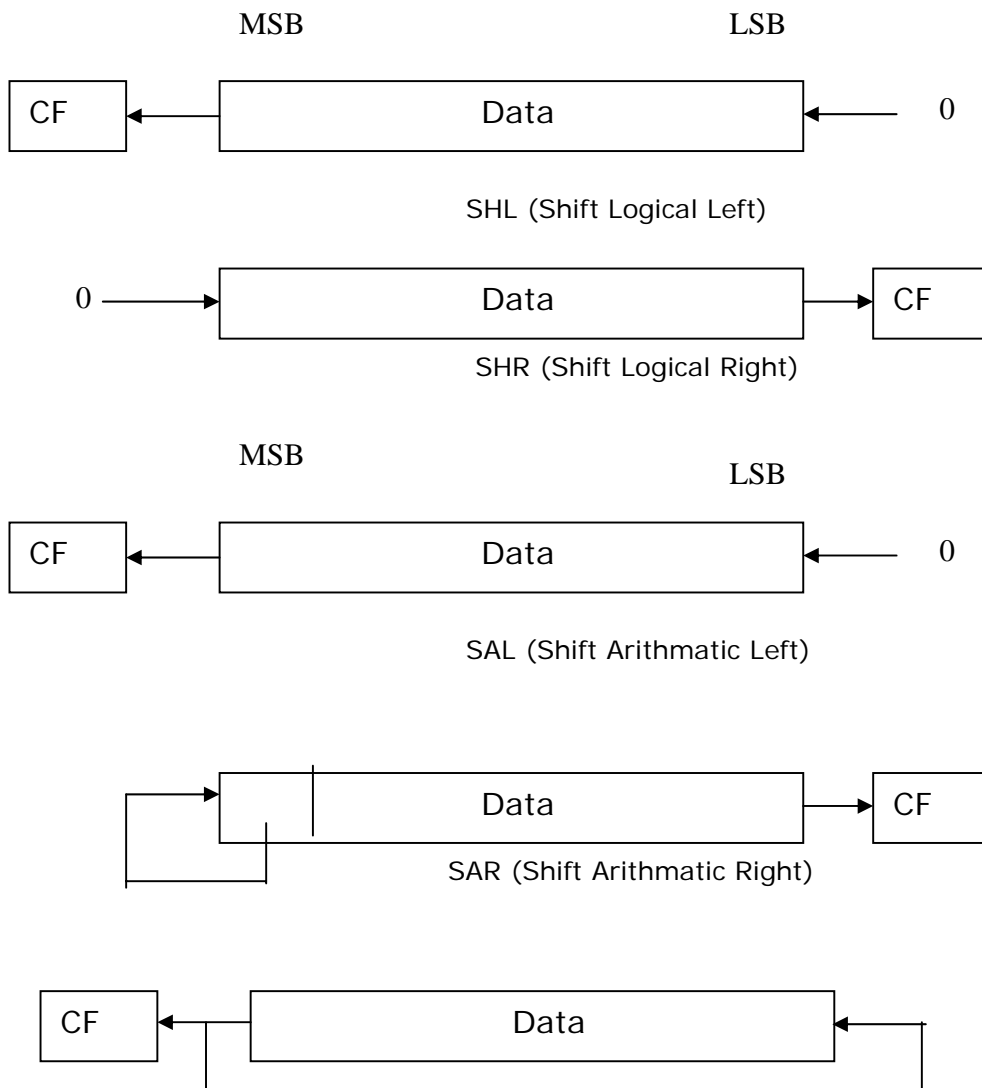 MSB LSB
CF Data 0
SHL (Shift Logical Left)
0 Data CF
SHR (Shift Logical Right)
MSB LSB
CF Data 0
SAL (Shift Arithmatic Left)
Data CF
SAR (Shift Arithmatic Right)
CF Data